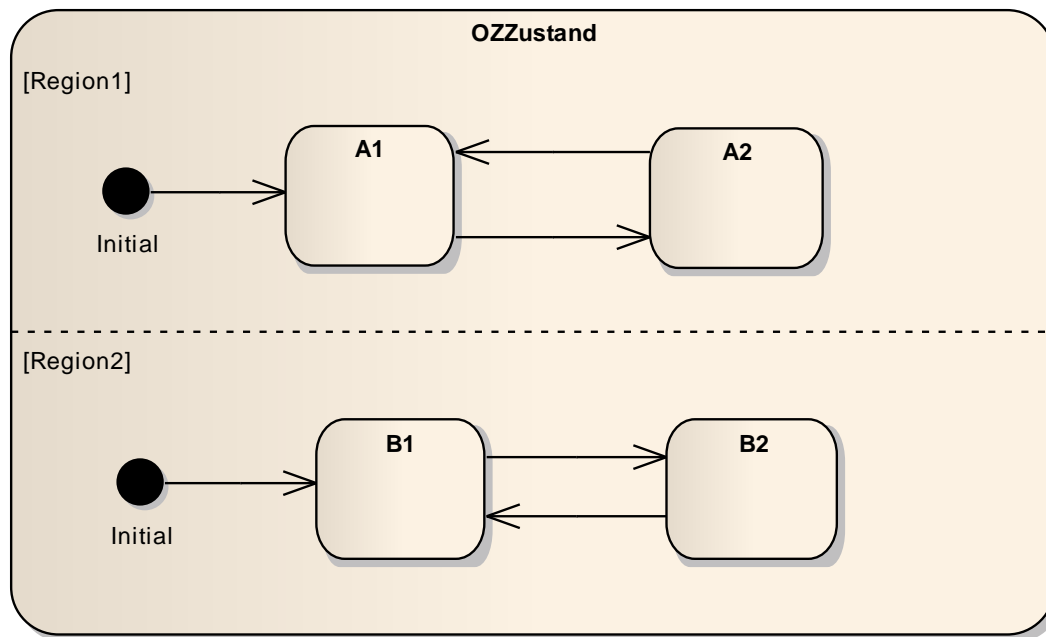 OZZustand
[Region1]
A1
A2
Initial
[Region2]
B1
B2
Initial